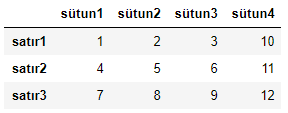 sütun1 sütun2 sütun3 sütun4
satır1 1 2 3 10
satır2 4 5 6 11
satır3 7 8 9 12